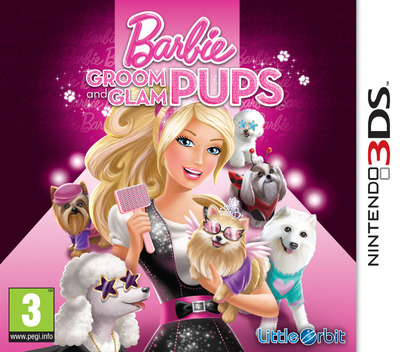 Barbie
GROOM
and GLAM PUPS
NINTENDO 3DS
3
www.pegi.info
Little Orbit